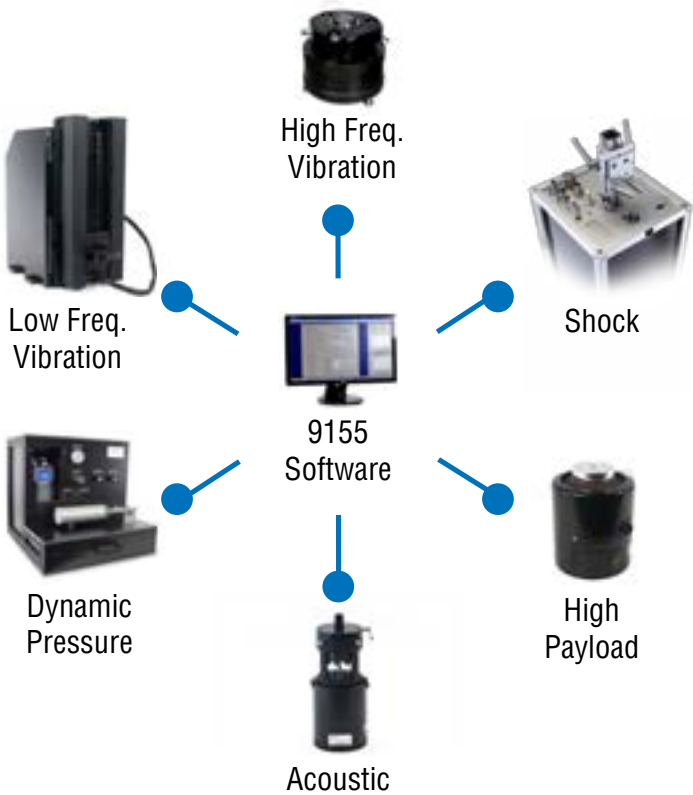 High Freq.
Vibration
Low Freq.
Vibration
Shock
9155
Software
Dynamic
Pressure
High
Payload
Acoustic